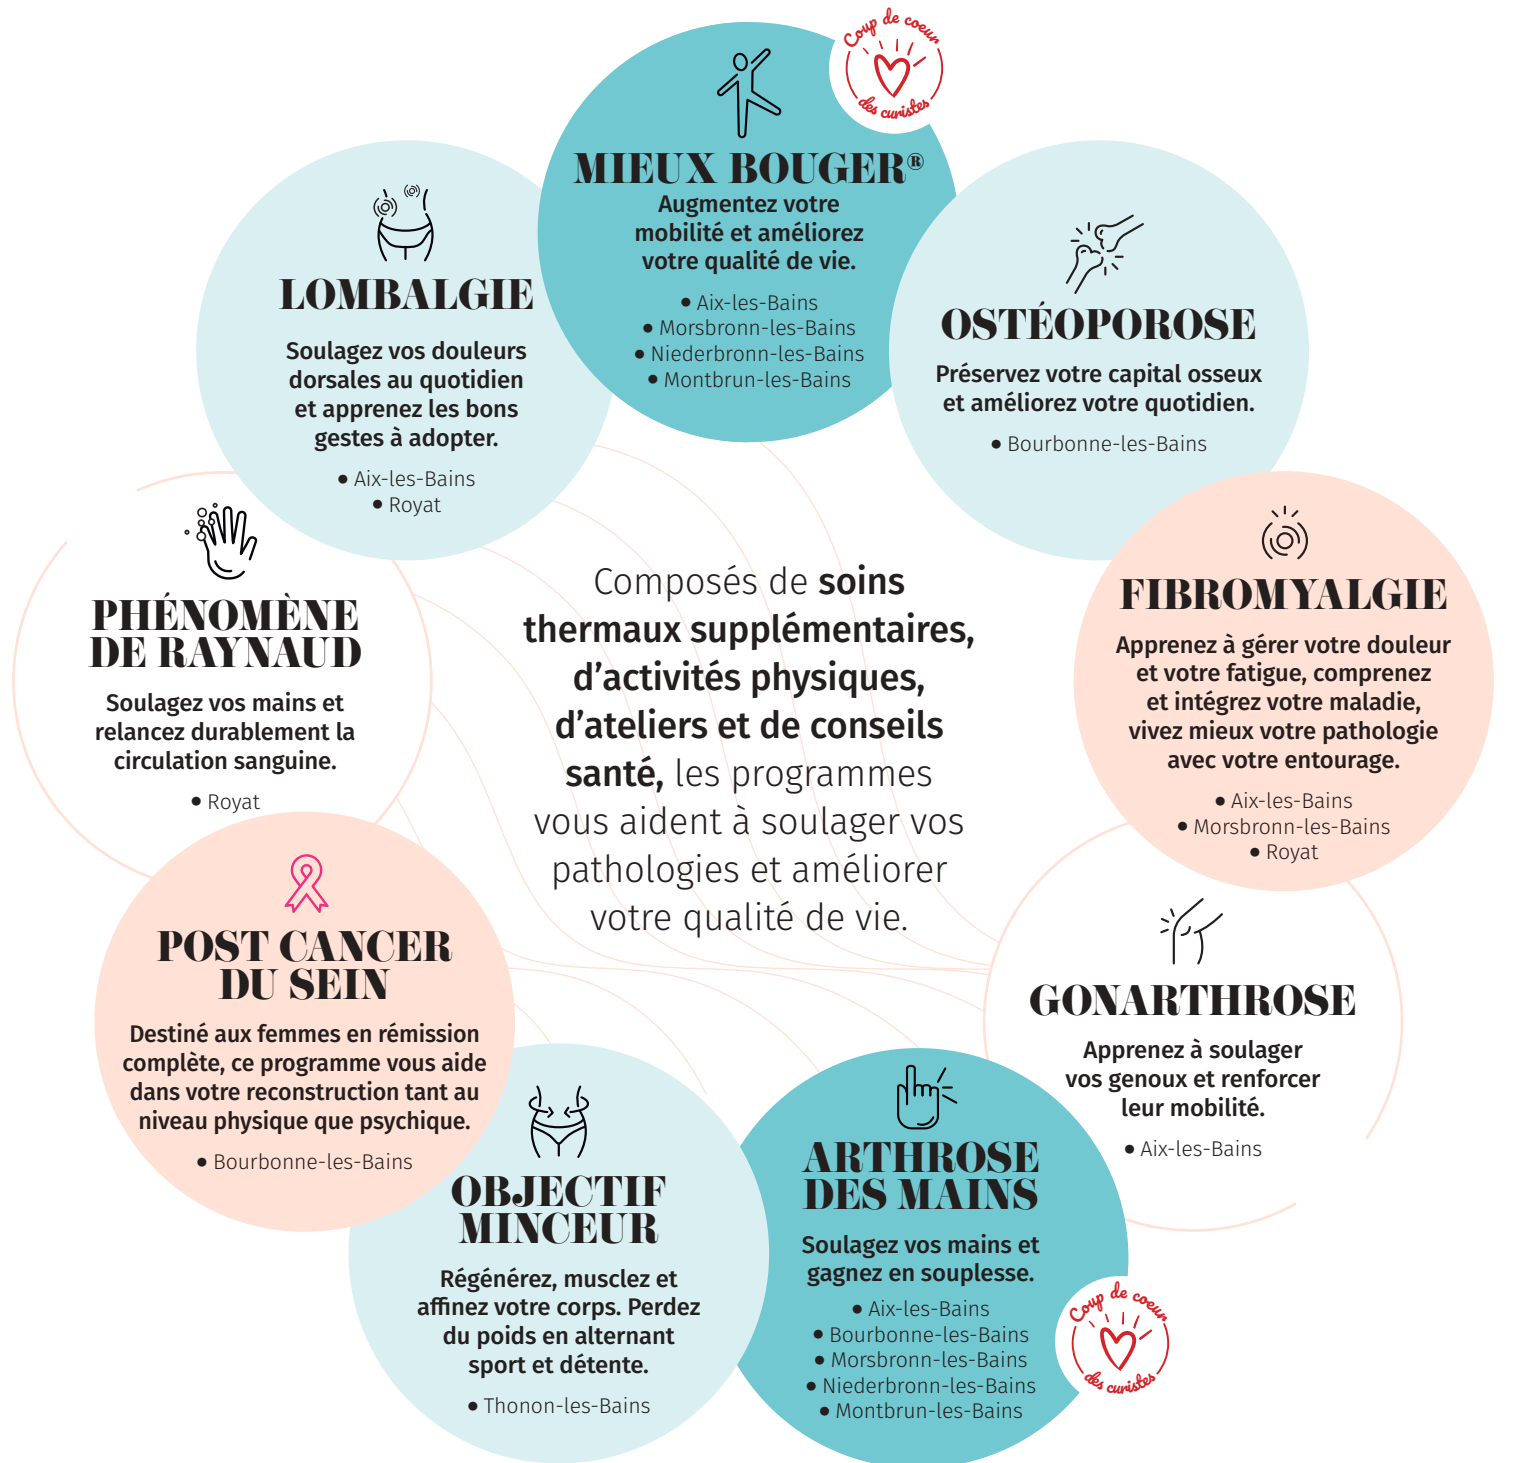 Coup de coeur
des curistes
MIEUX BOUGER®
Augmentez votre
mobilité et améliorez
votre qualité de vie.
• Aix-les-Bains
• Morsbronn-les-Bains
• Niederbronn-les-Bains
• Montbrun-les-Bains
LOMBALGIE
Soulagez vos douleurs
dorsales au quotidien
et apprenez les bons
gestes à adopter.
• Aix-les-Bains
• Royat
OSTÉOPOROSE
Préservez votre capital osseux
et améliorez votre quotidien.
• Bourbonne-les-Bains
PHÉNOMÈNE
DE RAYNAUD
Soulagez vos mains et
relancez durablement la
circulation sanguine.
• Royat
Composés de soins
thermaux supplémentaires,
d’activités physiques,
d’ateliers et de conseils
santé, les programmes
vous aident à soulager vos
pathologies et améliorer
votre qualité de vie.
FIBROMYALGIE
Apprenez à gérer votre douleur
et votre fatigue, comprenez
et intégrez votre maladie,
vivez mieux votre pathologie
avec votre entourage.
• Aix-les-Bains
• Morsbronn-les-Bains
• Royat
POST CANCER
DU SEIN
Destiné aux femmes en rémission
complète, ce programme vous aide
dans votre reconstruction tant au
niveau physique que psychique.
• Bourbonne-les-Bains
GONARTHROSE
Apprenez à soulager
vos genoux et renforcer
leur mobilité.
• Aix-les-Bains
OBJECTIF
MINCEUR
Régénérez, musclez et
affinez votre corps. Perdez
du poids en alternant
sport et détente.
• Thonon-les-Bains
ARTHROSE
DES MAINS
Soulagez vos mains et
gagnez en souplesse.
• Aix-les-Bains
• Bourbonne-les-Bains
• Morsbronn-les-Bains
• Niederbronn-les-Bains
• Montbrun-les-Bains
Coup de coeur
des curistes